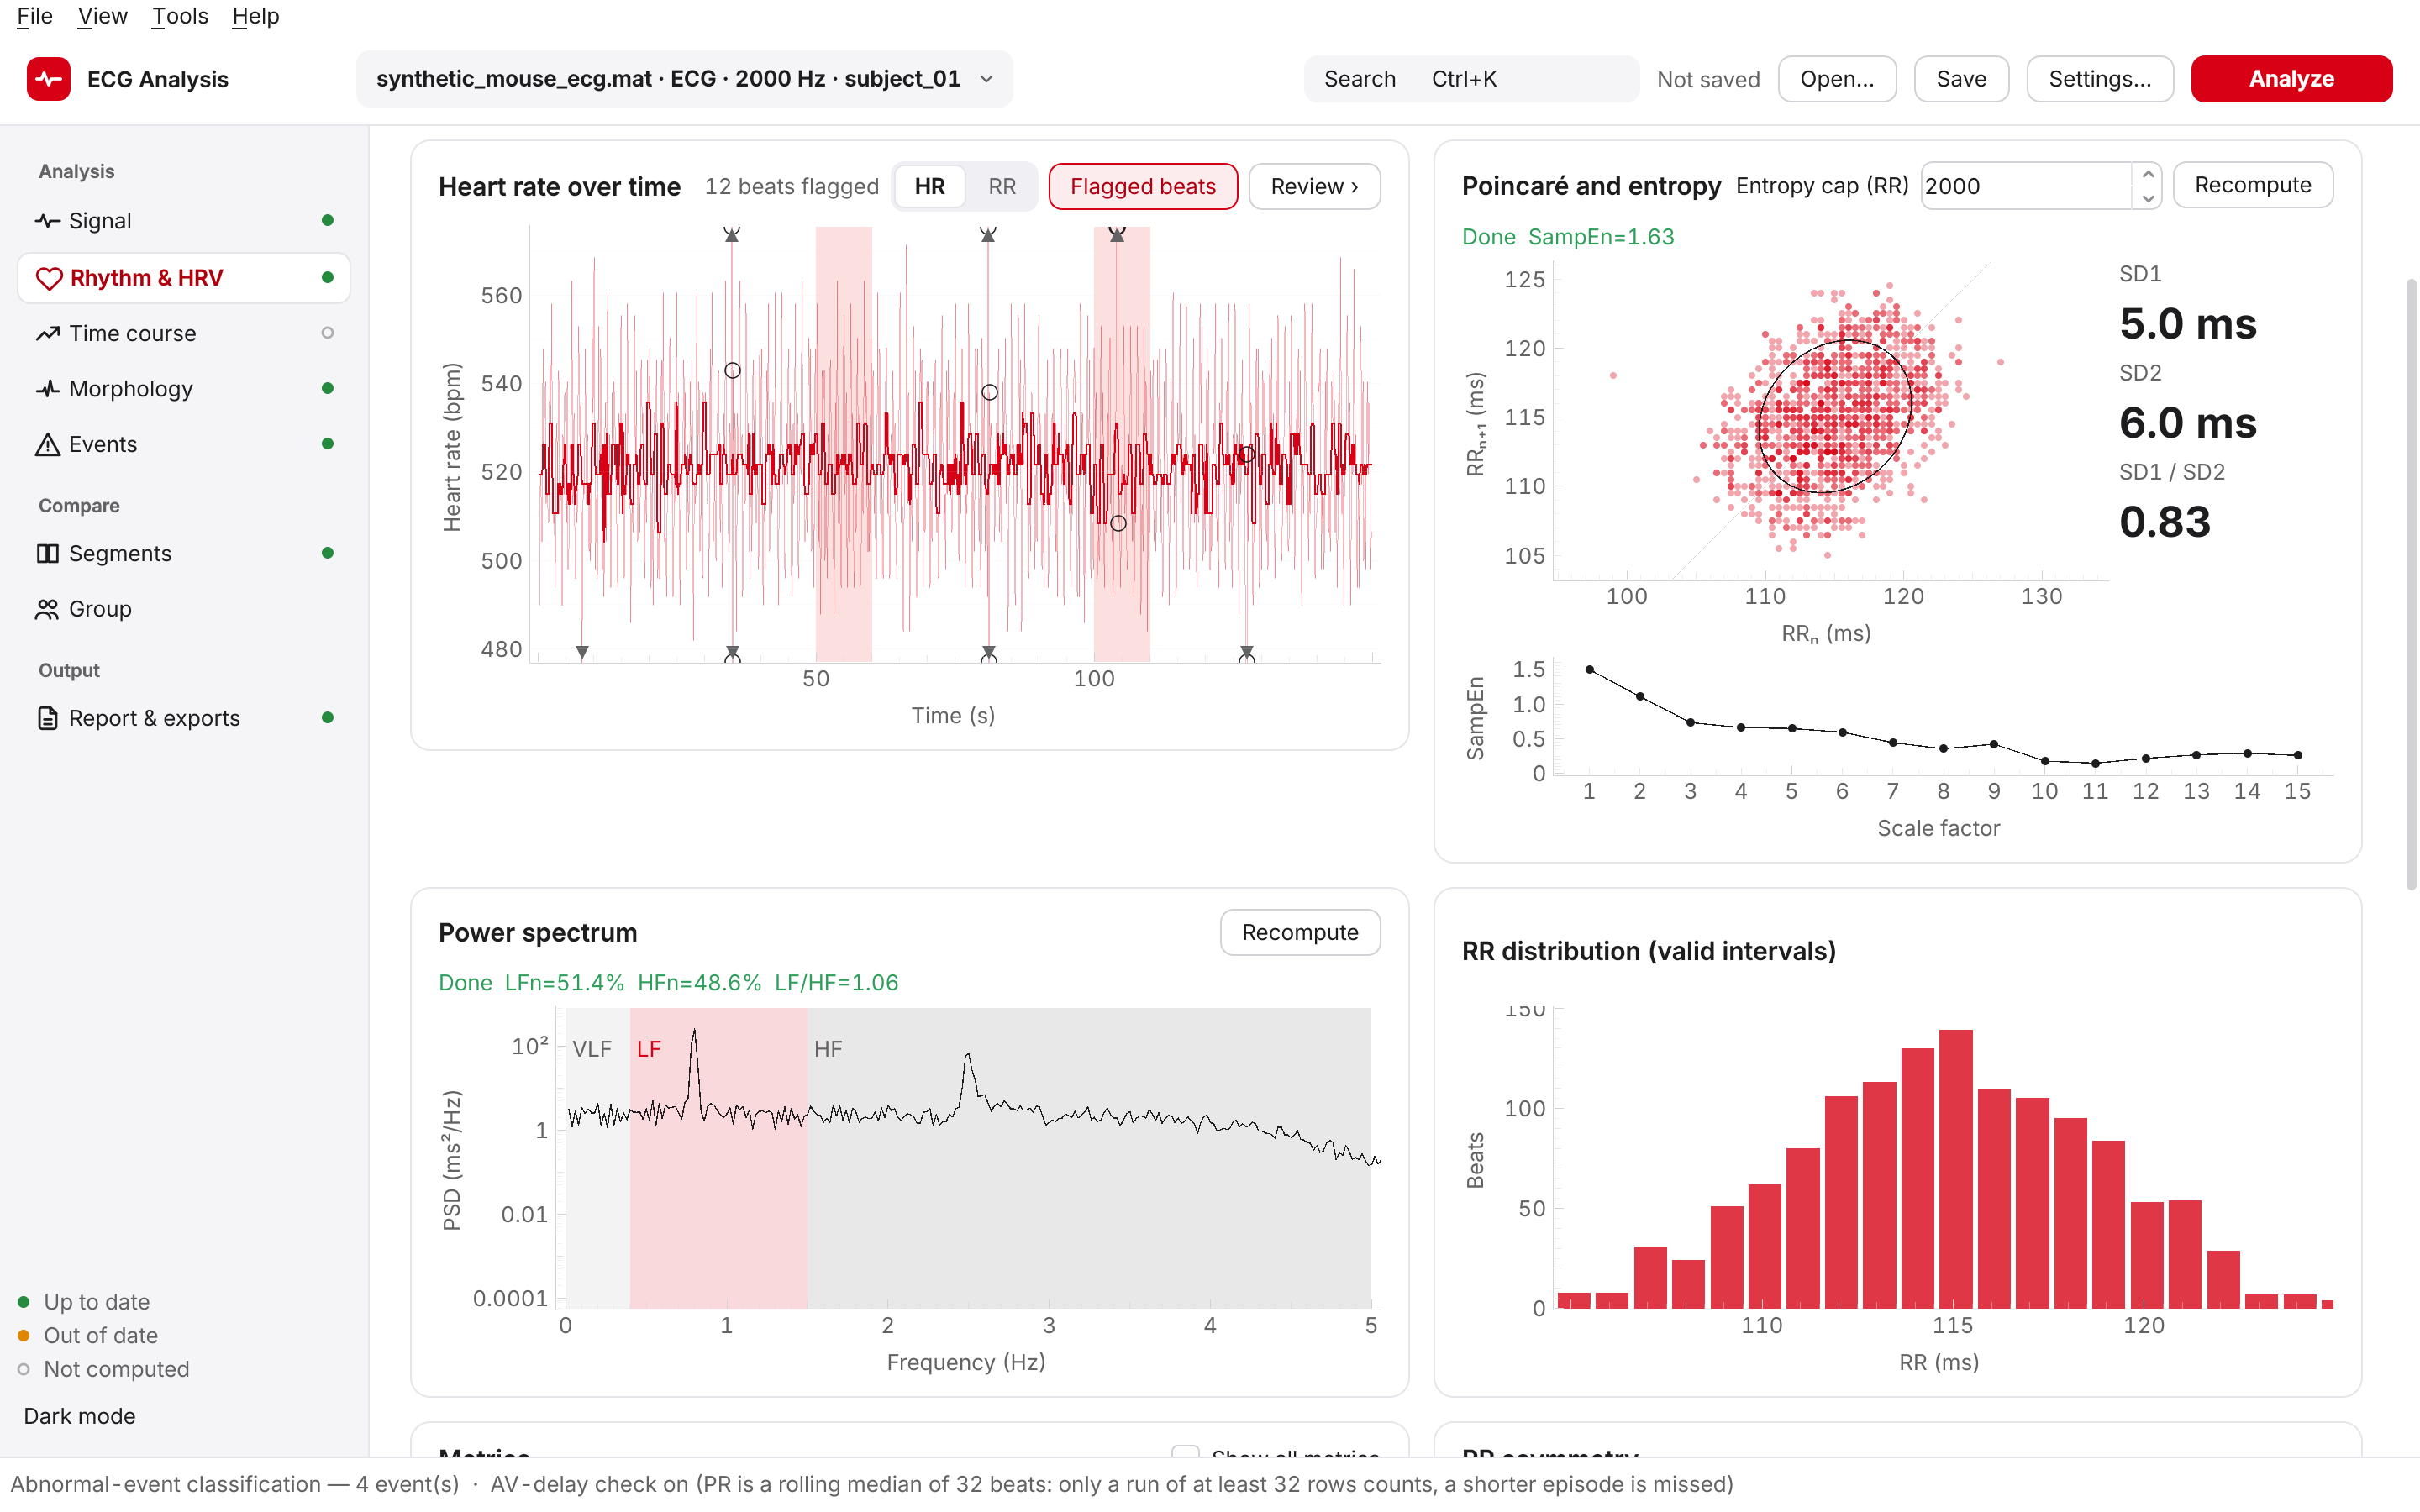 File View Tools Help
ECG Analysis
synthetic_mouse_ecg.mat · ECG · 2000 Hz · subject_01
Search Ctrl+K
Not saved
Open...
Save
Settings...
Analyze
Analysis
Signal
Rhythm & HRV
Time course
Morphology
Events
Compare
Segments
Group
Output
Report & exports
Up to date
Out of date
Not computed
Dark mode
Heart rate over time 12 beats flagged HR RR Flagged beats Review ›
Heart rate (bpm)
560
540
520
500
480
50 100
Time (s)
Poincaré and entropy Entropy cap (RR) 2000 Recompute
Done SampEn=1.63
RRn+1 (ms)
125
120
115
110
105
100 110 120 130
RRn (ms)
SD1
5.0 ms
SD2
6.0 ms
SD1 / SD2
0.83
SampEn
1.5
1.0
0.5
0
1 2 3 4 5 6 7 8 9 10 11 12 13 14 15
Scale factor
Power spectrum Recompute
Done LFn=51.4% HFn=48.6% LF/HF=1.06
PSD (ms²/Hz)
VLF LF HF
10²
1
0.01
0.0001
0 1 2 3 4 5
Frequency (Hz)
RR distribution (valid intervals)
Beats
150
100
50
0
110 115 120
RR (ms)
Metrics Show all metrics
RR asymmetry
Abnormal-event classification — 4 event(s) · AV-delay check on (PR is a rolling median of 32 beats: only a run of at least 32 rows counts, a shorter episode is missed)